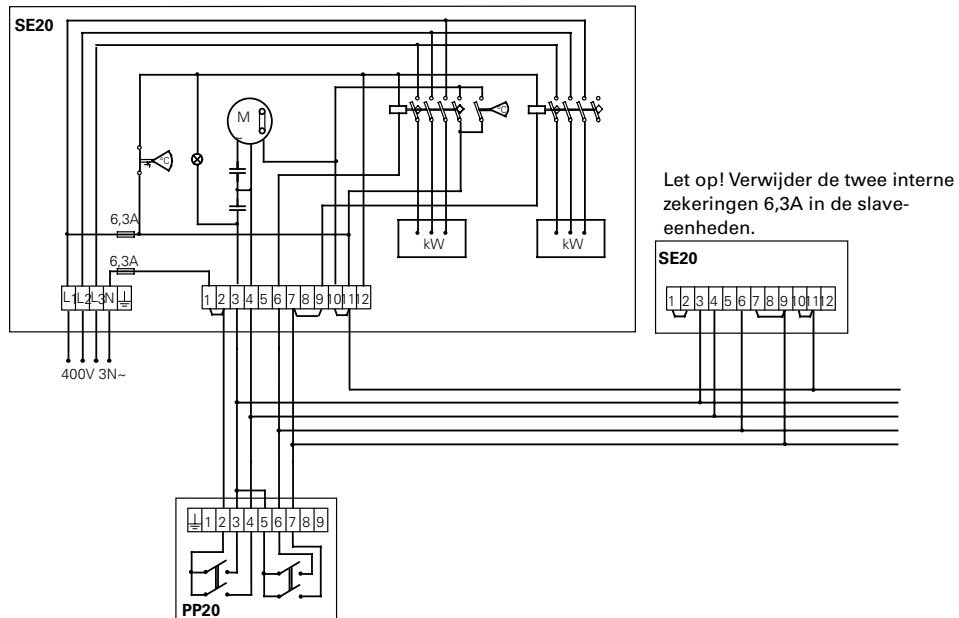 SE20
M
~
°C
°C
6,3A
6,3A
kW
kW
L1 L2 L3 N
1 2 3 4 5 6 7 8 9 10 11 12
400V 3N~
Let op! Verwijder de twee interne
zekeringen 6,3A in de slave-
eenheden.
SE20
1 2 3 4 5 6 7 8 9 10 11 12
1 2 3 4 5 6 7 8 9
PP20